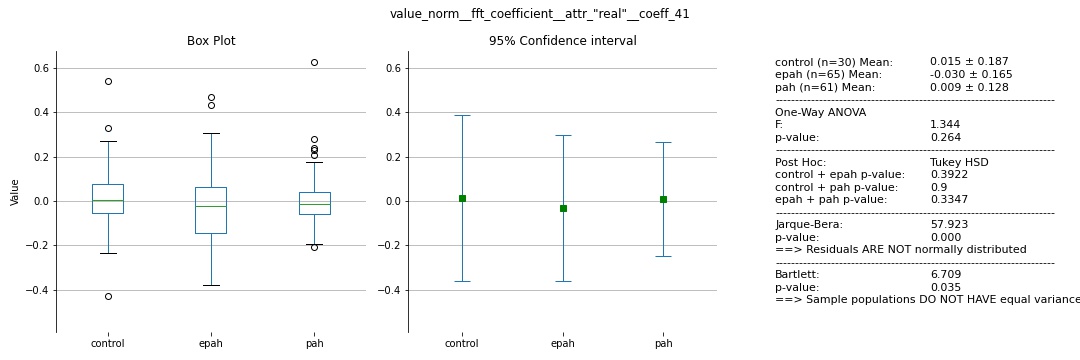 value_norm__fft_coefficient__attr_"real"__coeff_41
Box Plot
Value
0.6
0.4
0.2
0.0
−0.2
−0.4
control epah pah
95% Confidence interval
0.6
0.4
0.2
0.0
−0.2
−0.4
control epah pah
control (n=30) Mean: 0.015 ± 0.187
epah (n=65) Mean: -0.030 ± 0.165
pah (n=61) Mean: 0.009 ± 0.128
One-Way ANOVA
F: 1.344
p-value: 0.264
Post Hoc: Tukey HSD
control + epah p-value: 0.3922
control + pah p-value: 0.9
epah + pah p-value: 0.3347
Jarque-Bera: 57.923
p-value: 0.000
==> Residuals ARE NOT normally distributed
Bartlett: 6.709
p-value: 0.035
==> Sample populations DO NOT HAVE equal variance